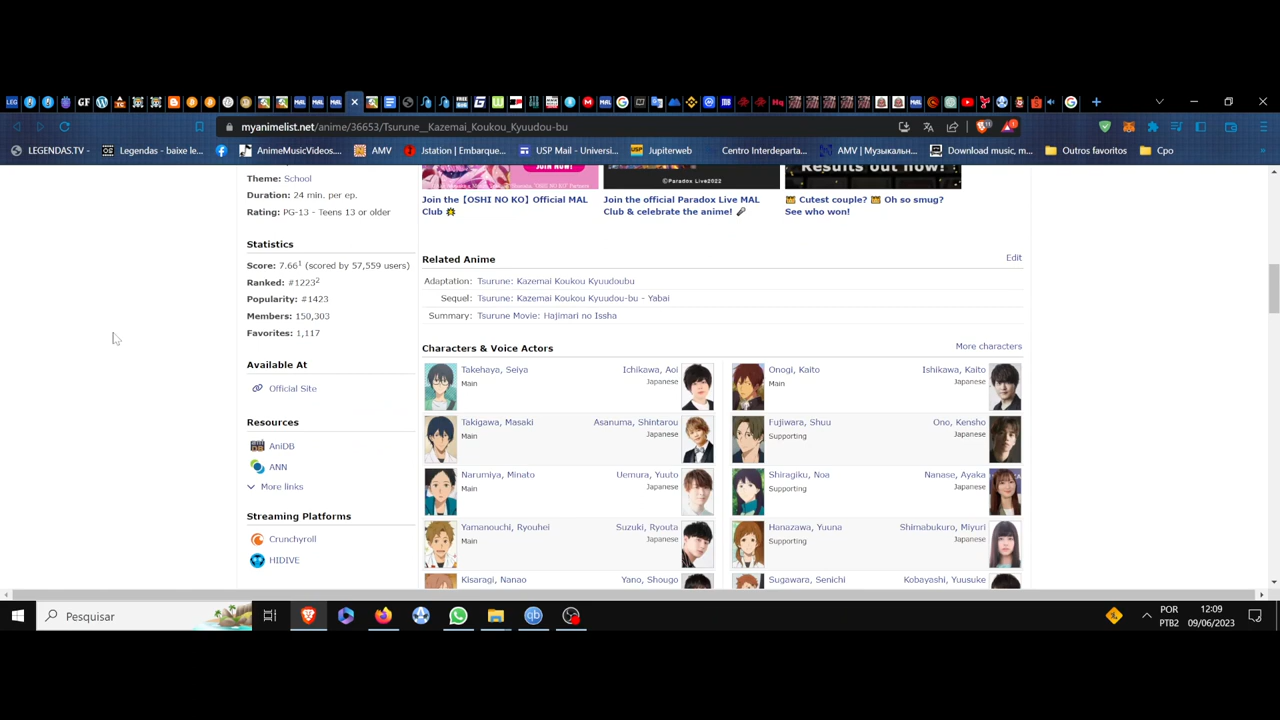 myanimelist.net/anime/36653/Tsurune__Kazemai_Koukou_Kyuudou-bu
LEGENDAS.TV -
Legendas - baixe le...
AnimeMusicVideos....
AMV
Jstation | Embarque...
USP Mail - Universi...
Jupiterweb
Centro Interdeparta...
AMV | Музыкальн...
Download music, m...
Outros favoritos
Cpo
Theme: School
Duration: 24 min. per ep.
Rating: PG-13 - Teens 13 or older
Statistics
Score: 7.661 (scored by 57,559 users)
Ranked: #12232
Popularity: #1423
Members: 150,303
Favorites: 1,117
Available At
Official Site
Resources
AniDB
ANN
More links
Streaming Platforms
Crunchyroll
HIDIVE
JOIN NOW!
©Paradox Live2022
Results out now!
Join the【OSHI NO KO】Official MAL
Club
Join the official Paradox Live MAL
Club & celebrate the anime!
Cutest couple? Oh so smug?
See who won!
Related Anime
Edit
Adaptation: Tsurune: Kazemai Koukou Kyuudoubu
Sequel: Tsurune: Kazemai Koukou Kyuudou-bu - Yabai
Summary: Tsurune Movie: Hajimari no Issha
Characters & Voice Actors
More characters
Takehaya, Seiya
Main
Ichikawa, Aoi
Japanese
Onogi, Kaito
Main
Ishikawa, Kaito
Japanese
Takigawa, Masaki
Main
Asanuma, Shintarou
Japanese
Fujiwara, Shuu
Supporting
Ono, Kensho
Japanese
Narumiya, Minato
Main
Uemura, Yuuto
Japanese
Shiragiku, Noa
Supporting
Nanase, Ayaka
Japanese
Yamanouchi, Ryouhei
Main
Suzuki, Ryouta
Japanese
Hanazawa, Yuuna
Supporting
Shimabukuro, Miyuri
Japanese
Kisaragi, Nanao
Yano, Shougo
Sugawara, Senichi
Kobayashi, Yuusuke
Pesquisar
POR
PTB2
12:09
09/06/2023